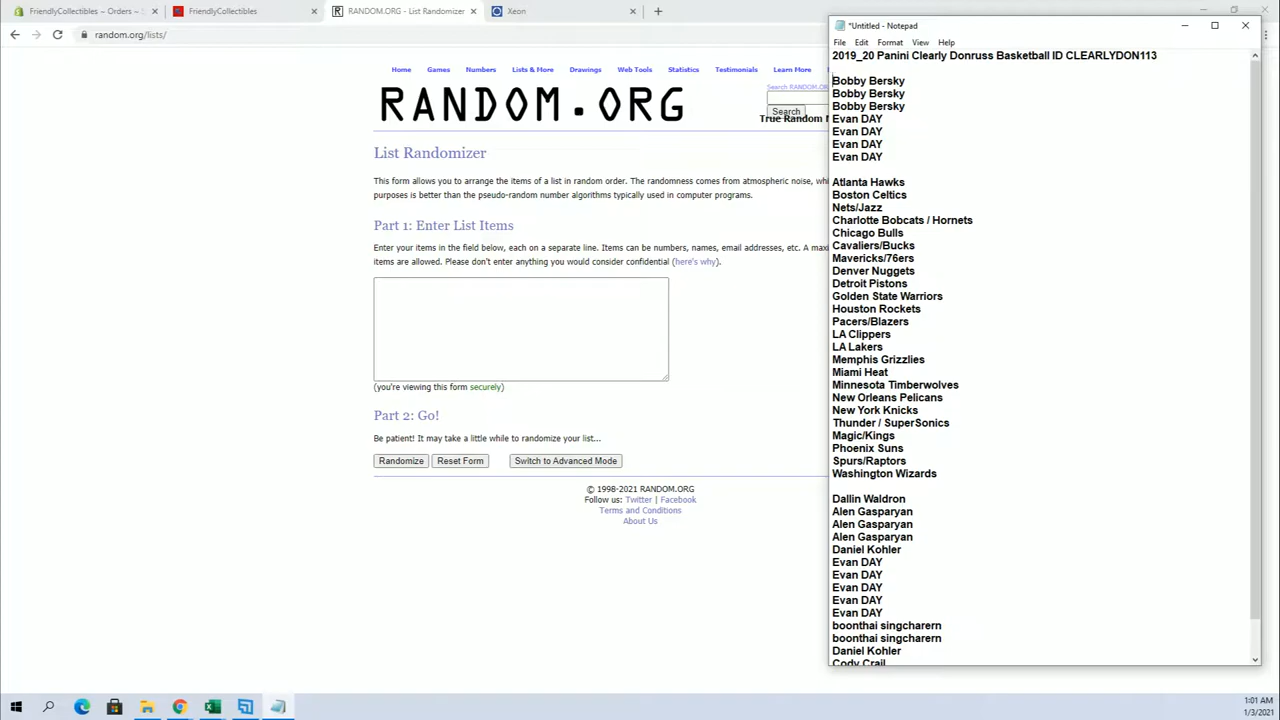 FriendlyCollectibles – Orders –
FriendlyCollectibles
RANDOM.ORG - List Randomizer
Xeon
random.org/lists/
Home Games Numbers Lists & More Drawings Web Tools Statistics Testimonials Learn More
Search RANDOM.OR
RANDOM.ORG
Search
True Random
List Randomizer
This form allows you to arrange the items of a list in random order. The randomness comes from atmospheric noise,
purposes is better than the pseudo-random number algorithms typically used in computer programs.
Part 1: Enter List Items
Enter your items in the field below, each on a separate line. Items can be numbers, names, email addresses, etc. A
items are allowed. Please don't enter anything you would consider confidential (here's why).
(you're viewing this form securely)
Part 2: Go!
Be patient! It may take a little while to randomize your list...
Randomize Reset Form Switch to Advanced Mode
© 1998-2021 RANDOM.ORG
Follow us: Twitter | Facebook
Terms and Conditions
About Us
*Untitled - Notepad
File Edit Format View Help
2019_20 Panini Clearly Donruss Basketball ID CLEARLYDON113
Bobby Bersky
Bobby Bersky
Bobby Bersky
Evan DAY
Evan DAY
Evan DAY
Evan DAY
Atlanta Hawks
Boston Celtics
Nets/Jazz
Charlotte Bobcats / Hornets
Chicago Bulls
Cavaliers/Bucks
Mavericks/76ers
Denver Nuggets
Detroit Pistons
Golden State Warriors
Houston Rockets
Pacers/Blazers
LA Clippers
LA Lakers
Memphis Grizzlies
Miami Heat
Minnesota Timberwolves
New Orleans Pelicans
New York Knicks
Thunder / SuperSonics
Magic/Kings
Phoenix Suns
Spurs/Raptors
Washington Wizards
Dallin Waldron
Alen Gasparyan
Alen Gasparyan
Alen Gasparyan
Daniel Kohler
Evan DAY
Evan DAY
Evan DAY
Evan DAY
Evan DAY
boonthai singcharern
boonthai singcharern
Daniel Kohler
Cody Crail
1:01 AM
1/3/2021